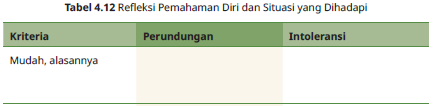 Tabel 4.12 Refleksi Pemahaman Diri dan Situasi yang Dihadapi
Kriteria Perundungan Intoleransi
Mudah, alasannya